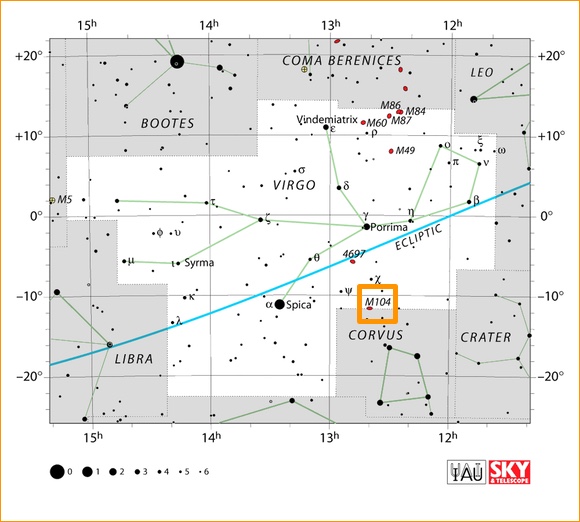 15h 14h 13h 12h
+20° +20°
COMA BERENICES
LEO
M86 M84
M60 M87
Vindemiatrix
ε ρ
BOOTES
+10° +10°
M49
ο ξ
π ν ω
σ
VIRGO
δ
M5
τ
β
0° 0°
ζ γ η
Porrima
ϕ υ
ECLIPTIC
μ Syrma
θ 4697
χ
ψ
κ
–10° –10°
α Spica
M104
λ
CORVUS
CRATER
LIBRA
–20° –20°
15h 14h 13h 12h
0 1 2 3 4 5 6
IAU
SKY
& TELESCOPE